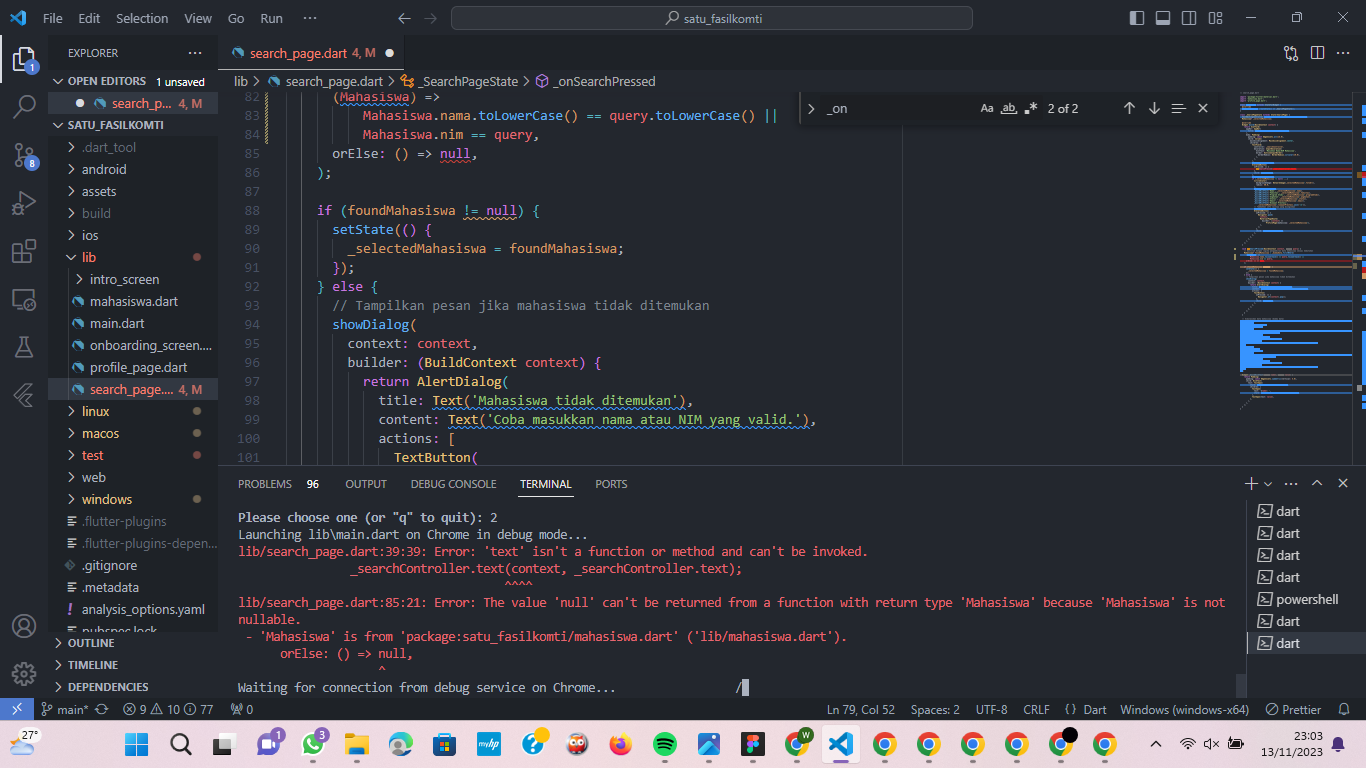 File Edit Selection View Go Run ··· satu_fasilkomti
EXPLORER ··· search_page.dart 4, M
OPEN EDITORS 1 unsaved
search_p... 4, M
SATU_FASILKOMTI
.dart_tool
android
assets
build
ios
lib
intro_screen
mahasiswa.dart
main.dart
onboarding_screen....
profile_page.dart
search_page.... 4, M
linux
macos
test
web
windows
.flutter-plugins
.flutter-plugins-depen...
.gitignore
.metadata
analysis_options.yaml
pubspec.lock
OUTLINE
TIMELINE
DEPENDENCIES
1
8
lib > search_page.dart > _SearchPageState > _onSearchPressed
_on Aa ab .* 2 of 2
82 (Mahasiswa) =>
83 Mahasiswa.nama.toLowerCase() == query.toLowerCase() ||
84 Mahasiswa.nim == query,
85 orElse: () => null,
86 );
87
88 if (foundMahasiswa != null) {
89 setState(() {
90 _selectedMahasiswa = foundMahasiswa;
91 });
92 } else {
93 // Tampilkan pesan jika mahasiswa tidak ditemukan
94 showDialog(
95 context: context,
96 builder: (BuildContext context) {
97 return AlertDialog(
98 title: Text('Mahasiswa tidak ditemukan'),
99 content: Text('Coba masukkan nama atau NIM yang valid.'),
100 actions: [
101 TextButton(
PROBLEMS 96 OUTPUT DEBUG CONSOLE TERMINAL PORTS
Please choose one (or "q" to quit): 2
Launching lib\main.dart on Chrome in debug mode...
lib/search_page.dart:39:39: Error: 'text' isn't a function or method and can't be invoked.
_searchController.text(context, _searchController.text);
^^^^
lib/search_page.dart:85:21: Error: The value 'null' can't be returned from a function with return type 'Mahasiswa' because 'Mahasiswa' is not
nullable.
- 'Mahasiswa' is from 'package:satu_fasilkomti/mahasiswa.dart' ('lib/mahasiswa.dart').
orElse: () => null,
^
Waiting for connection from debug service on Chrome... /
dart
dart
dart
dart
powershell
dart
dart
main* 9 10 77 0 Ln 79, Col 52 Spaces: 2 UTF-8 CRLF {} Dart Windows (windows-x64) Prettier
27° 1 3 myhp W 23:03
13/11/2023